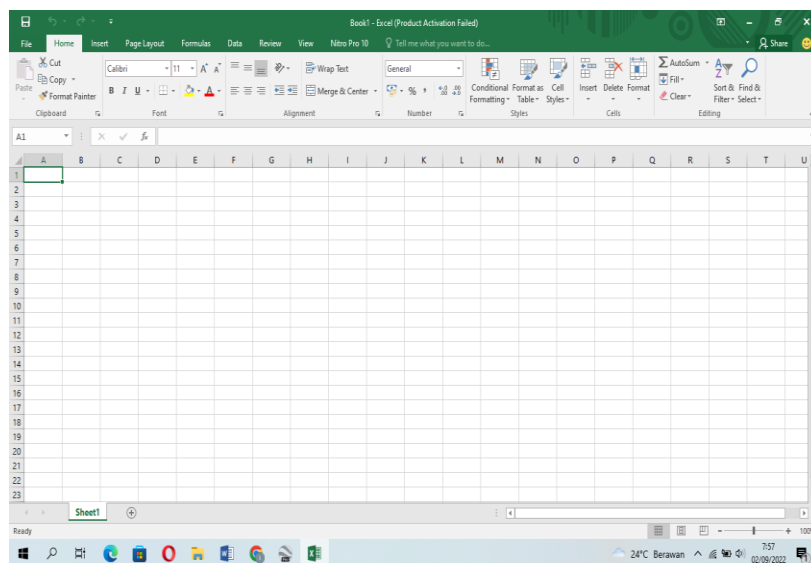 Book1 - Excel (Product Activation Failed)
File Home Insert Page Layout Formulas Data Review View Nitro Pro 10 Tell me what you want to do... Share
Paste
Cut
Copy
Format Painter
Clipboard
Calibri 11
B I U
Font
Wrap Text
Merge & Center
Alignment
General
% ,
Number
Conditional Formatting
Format as Table
Cell Styles
Styles
Insert Delete Format
Cells
AutoSum
Fill
Clear
Sort & Filter
Find & Select
Editing
A1 fx
A B C D E F G H I J K L M N O P Q R S T U
1
2
3
4
5
6
7
8
9
10
11
12
13
14
15
16
17
18
19
20
21
22
23
Sheet1
Ready 100%
24°C Berawan
7:57
02/09/2022